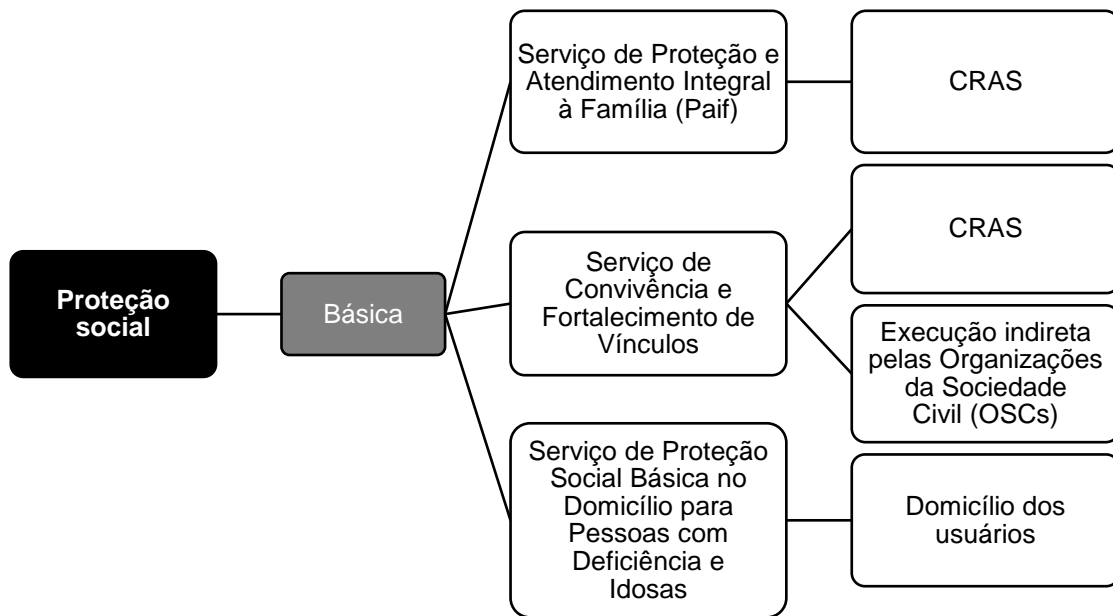 Proteção
social
Básica
Serviço de Proteção e
Atendimento Integral
à Família (Paif)
CRAS
Serviço de
Convivência e
Fortalecimento de
Vínculos
CRAS
Execução indireta
pelas Organizações
da Sociedade
Civil (OSCs)
Serviço de Proteção
Social Básica no
Domicílio para
Pessoas com
Deficiência e
Idosas
Domicílio dos
usuários